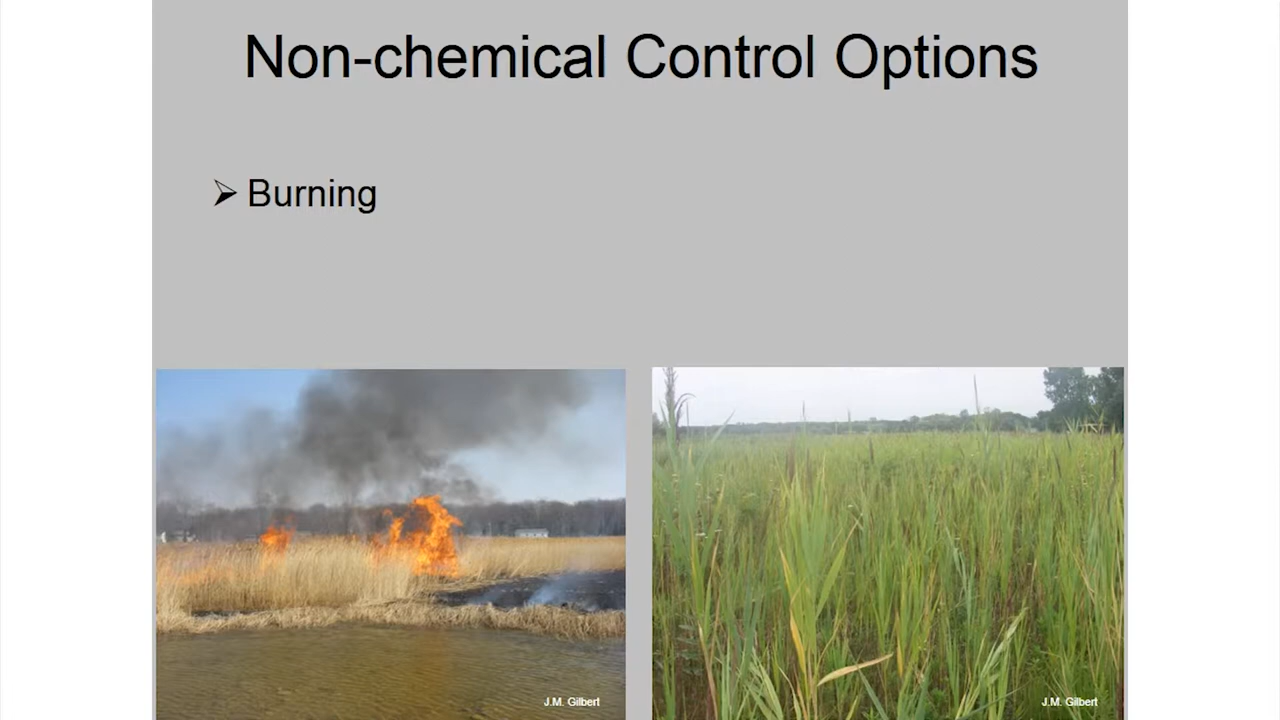 Non-chemical Control Options
➢ Burning
J.M. Gilbert
J.M. Gilbert